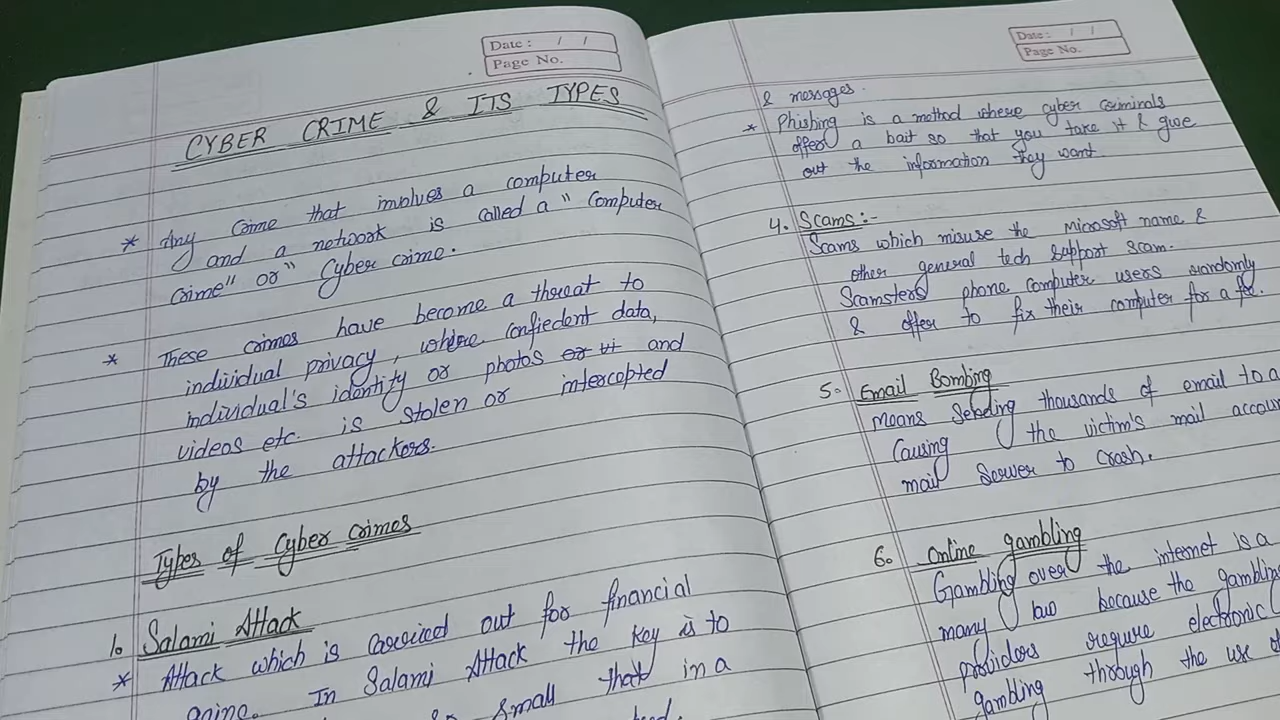 Date : / /
Page No.
CYBER CRIME & ITS TYPES
* Any crime that involves a computer
and a network is called a "Computer
Crime" or "Cyber crime.
* These crimes have become a threat to
individual privacy, where confiedent data,
individual's identity or photos or vi and
videos etc. is stolen or intercepted
by the attackers.
Types of Cyber Crimes
1. Salami Attack
* Attack which is carried out for financial
gaine. In Salami Attack the key is to
small that in a
Date : / /
Page No.
& messages.
* Phishing is a method where cyber criminals
offer a bait so that you take it & give
out the information they want.
4. Scams:-
Scams which misuse the Microsoft name &
other general tech support scam.
Scamsters phone computer users randomly
& offer to fix their computer for a fee.
5. Email Bombing
means sending thousands of email to a
causing the victim's mail accoun
mail server to crash.
6. Online gambling
Gambling over the internet is a
many law because the gambling
providers requre electronic
gambling though the use of